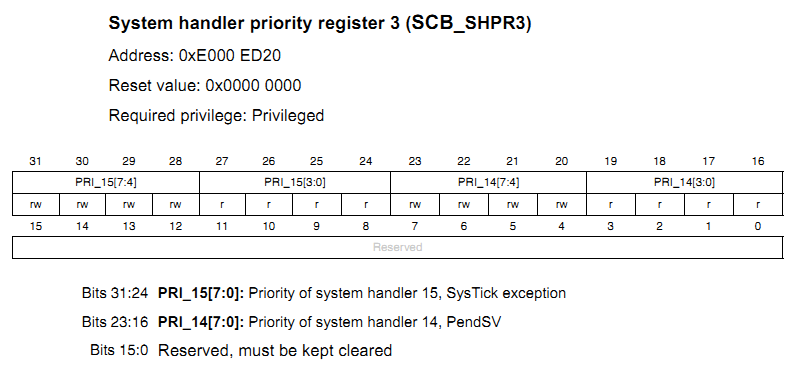 System handler priority register 3 (SCB_SHPR3)
Address: 0xE000 ED20
Reset value: 0x0000 0000
Required privilege: Privileged
31 30 29 28 27 26 25 24 23 22 21 20 19 18 17 16
PRI_15[7:4] PRI_15[3:0] PRI_14[7:4] PRI_14[3:0]
rw rw rw rw r r r r rw rw rw rw r r r r
15 14 13 12 11 10 9 8 7 6 5 4 3 2 1 0
Reserved
Bits 31:24 PRI_15[7:0]: Priority of system handler 15, SysTick exception
Bits 23:16 PRI_14[7:0]: Priority of system handler 14, PendSV
Bits 15:0 Reserved, must be kept cleared